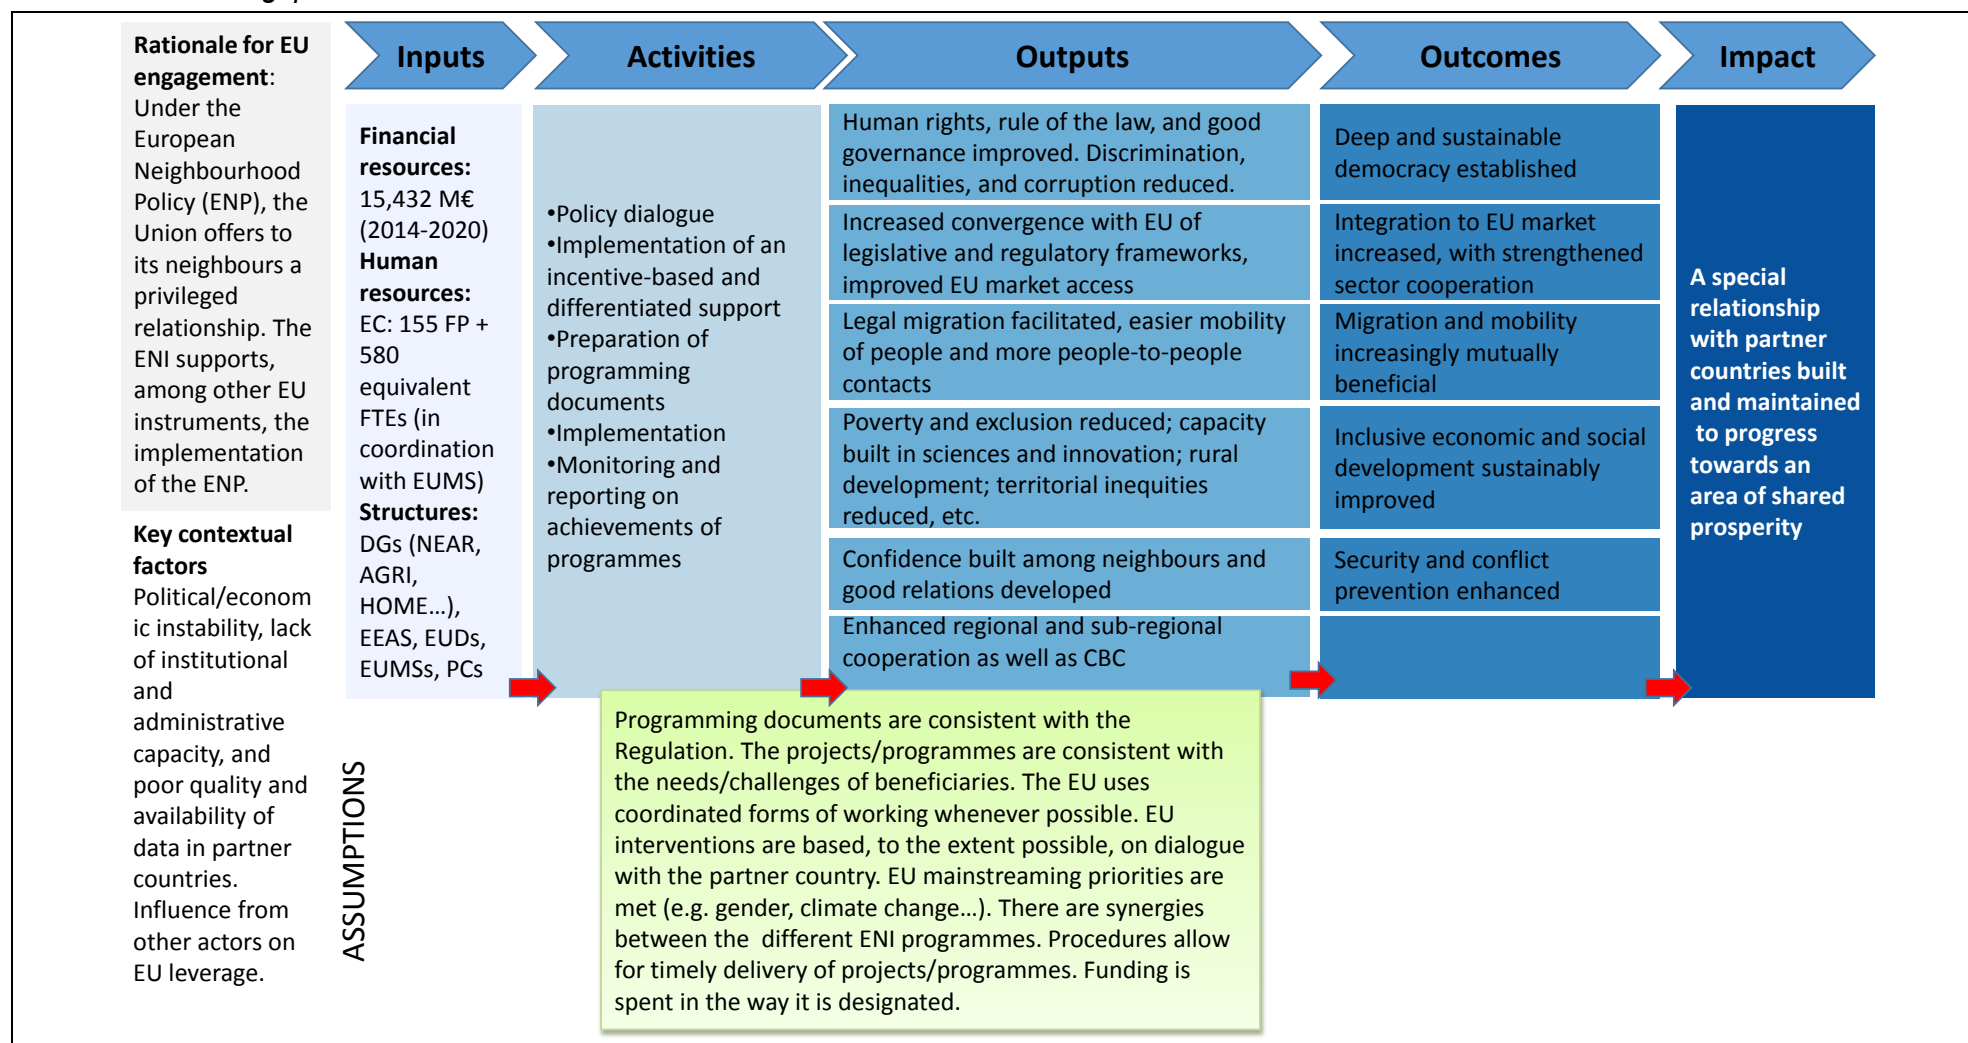 Rationale for EU
engagement:
Under the
European
Neighbourhood
Policy (ENP), the
Union offers to
its neighbours a
privileged
relationship. The
ENI supports,
among other EU
instruments, the
implementation
of the ENP.
Key contextual
factors
Political/econom
ic instability, lack
of institutional
and
administrative
capacity, and
poor quality and
availability of
data in partner
countries.
Influence from
other actors on
EU leverage.
Inputs
Financial
resources:
15,432 M€
(2014-2020)
Human
resources:
EC: 155 FP +
580
equivalent
FTEs (in
coordination
with EUMS)
Structures:
DGs (NEAR,
AGRI,
HOME...),
EEAS, EUDs,
EUMSs, PCs
Activities
•Policy dialogue
•Implementation of an
incentive-based and
differentiated support
•Preparation of
programming
documents
•Implementation
•Monitoring and
reporting on
achievements of
programmes
Outputs
Human rights, rule of the law, and good
governance improved. Discrimination,
inequalities, and corruption reduced.
Increased convergence with EU of
legislative and regulatory frameworks,
improved EU market access
Legal migration facilitated, easier mobility
of people and more people-to-people
contacts
Poverty and exclusion reduced; capacity
built in sciences and innovation; rural
development; territorial inequities
reduced, etc.
Confidence built among neighbours and
good relations developed
Enhanced regional and sub-regional
cooperation as well as CBC
Outcomes
Deep and sustainable
democracy established
Integration to EU market
increased, with strengthened
sector cooperation
Migration and mobility
increasingly mutually
beneficial
Inclusive economic and social
development sustainably
improved
Security and conflict
prevention enhanced
Impact
A special
relationship
with partner
countries built
and maintained
to progress
towards an
area of shared
prosperity
ASSUMPTIONS
Programming documents are consistent with the
Regulation. The projects/programmes are consistent with
the needs/challenges of beneficiaries. The EU uses
coordinated forms of working whenever possible. EU
interventions are based, to the extent possible, on dialogue
with the partner country. EU mainstreaming priorities are
met (e.g. gender, climate change...). There are synergies
between the  different ENI programmes. Procedures allow
for timely delivery of projects/programmes. Funding is
spent in the way it is designated.